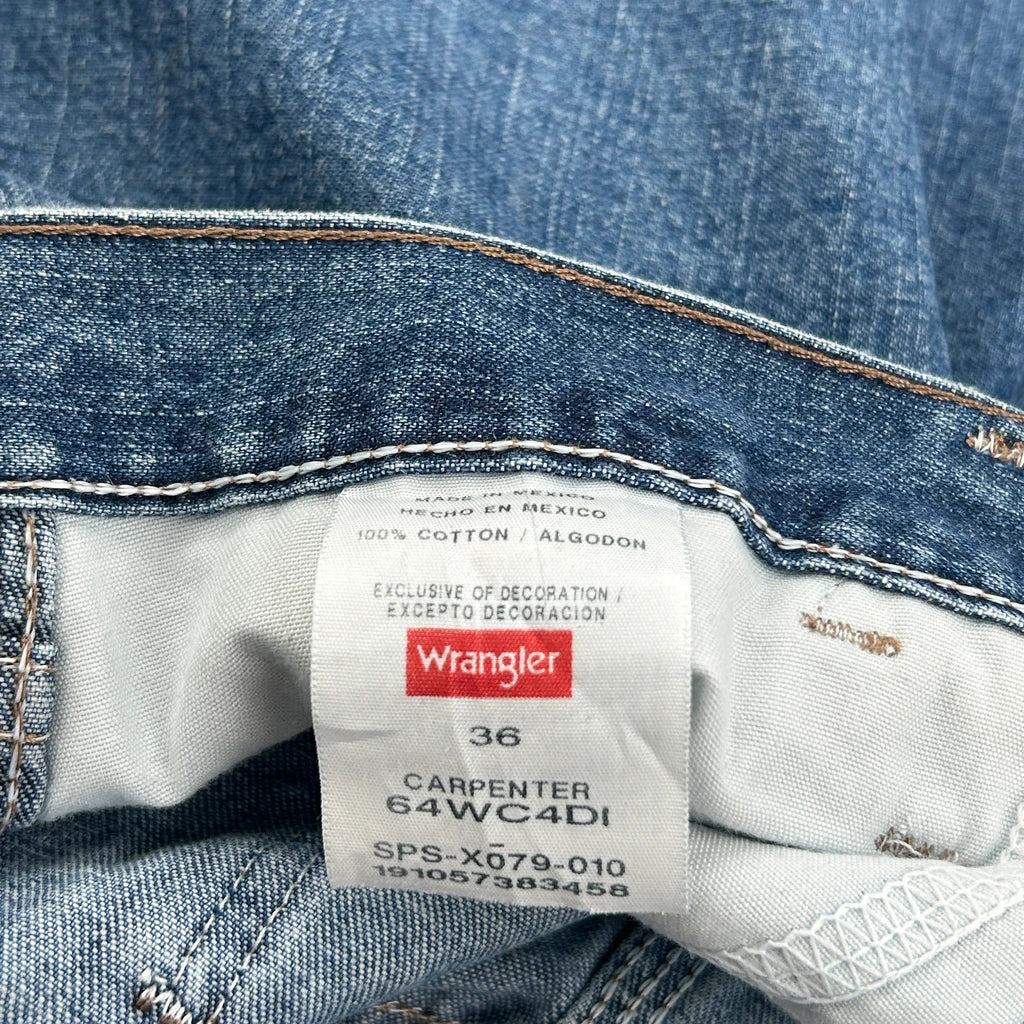 MADE IN MEXICO
HECHO EN MEXICO
100% COTTON / ALGODON
EXCLUSIVE OF DECORATION /
EXCEPTO DECORACION
Wrangler
36
CARPENTER
64WC4DI
SPS-X079-010
191057383458